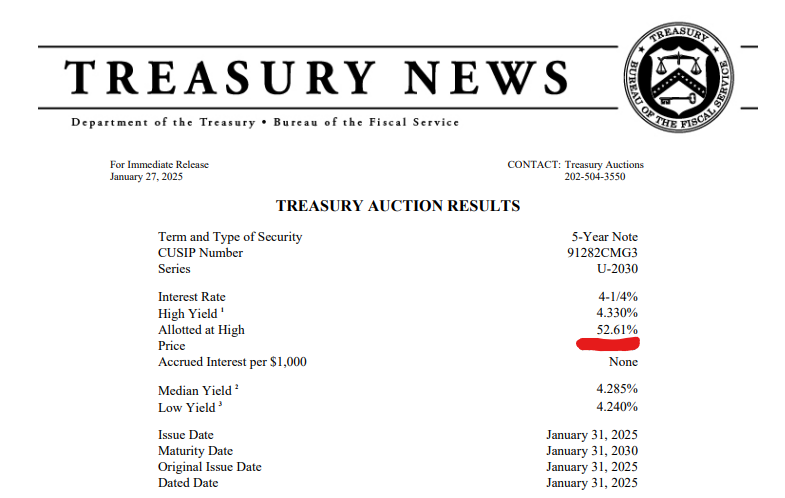 TREASURY NEWS
Department of the Treasury • Bureau of the Fiscal Service
TREASURY
BUREAU OF THE FISCAL SERVICE
For Immediate Release CONTACT: Treasury Auctions
January 27, 2025 202-504-3550
TREASURY AUCTION RESULTS
Term and Type of Security 5-Year Note
CUSIP Number 91282CMG3
Series U-2030
Interest Rate 4-1/4%
High Yield ¹ 4.330%
Allotted at High 52.61%
Price
Accrued Interest per $1,000 None
Median Yield ² 4.285%
Low Yield ³ 4.240%
Issue Date January 31, 2025
Maturity Date January 31, 2030
Original Issue Date January 31, 2025
Dated Date January 31, 2025